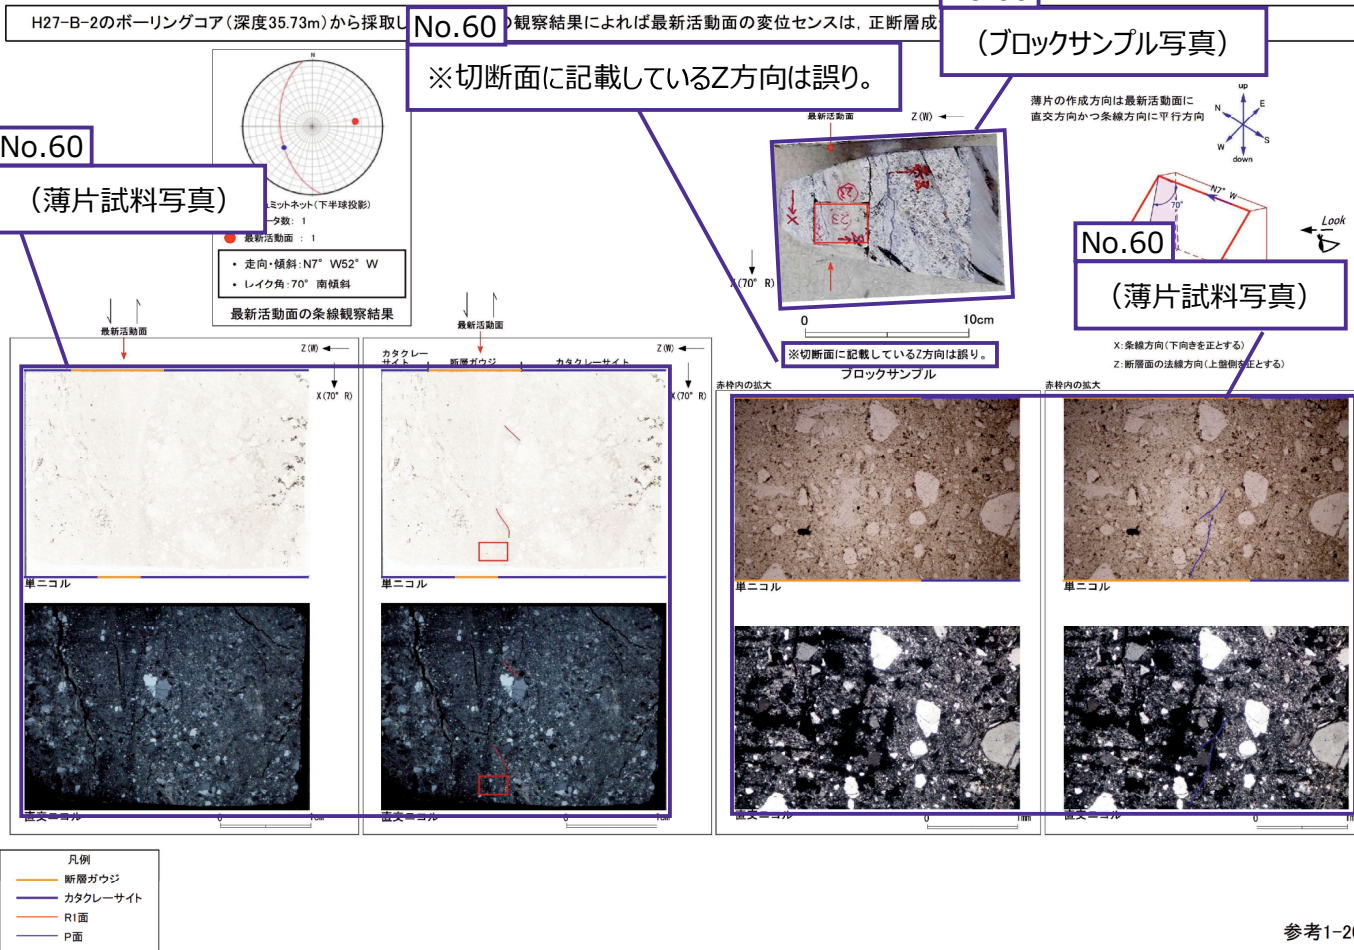 H27-B-2のボーリングコア(深度35.73m)から採取し
の観察結果によれば最新活動面の変位センスは, 正断層成
No.60
※切断面に記載しているZ方向は誤り。
(ブロックサンプル写真)
No.60
(薄片試料写真)
N
ミットネット(下半球投影)
ータ数: 1
最新活動面 : 1
・ 走向・傾斜:N7° W52° W
・ レイク角:70° 南傾斜
最新活動面の条線観察結果
最新活動面
Z(W)
X(70° R)
23
0 10cm
※切断面に記載しているZ方向は誤り。
ブロックサンプル
薄片の作成方向は最新活動面に
直交方向かつ条線方向に平行方向
up
N E
W S
down
N7° W
70°
Look
No.60
(薄片試料写真)
X:条線方向(下向きを正とする)
Z:断層面の法線方向(上盤側を正とする)
最新活動面
Z(W)
X(70° R)
単ニコル
直交ニコル
0 1cm
最新活動面
カタクレー
サイト
断層ガウジ
カタクレーサイト
Z(W)
X(70° R)
単ニコル
直交ニコル
0 1cm
赤枠内の拡大
単ニコル
直交ニコル
0 1mm
赤枠内の拡大
単ニコル
直交ニコル
0
凡例
断層ガウジ
カタクレーサイト
R1面
P面